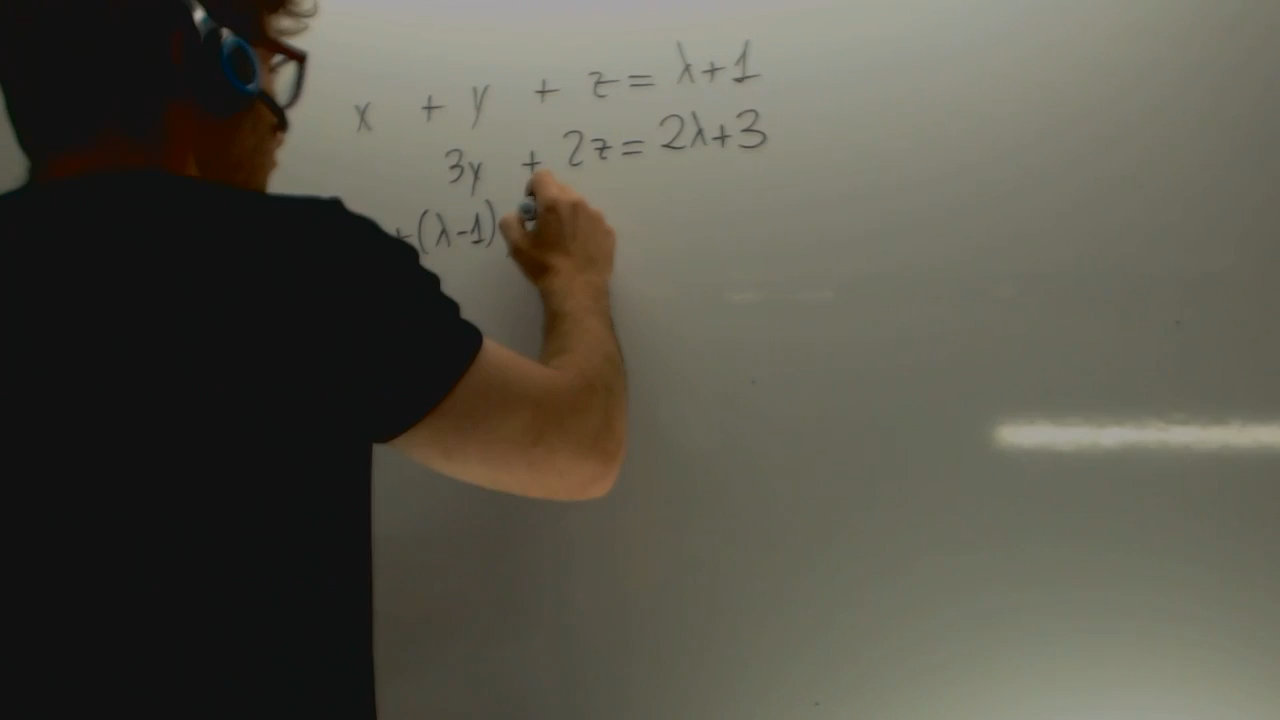 x + y + z = λ+1
3y + 2z = 2λ+3
+(λ-1)